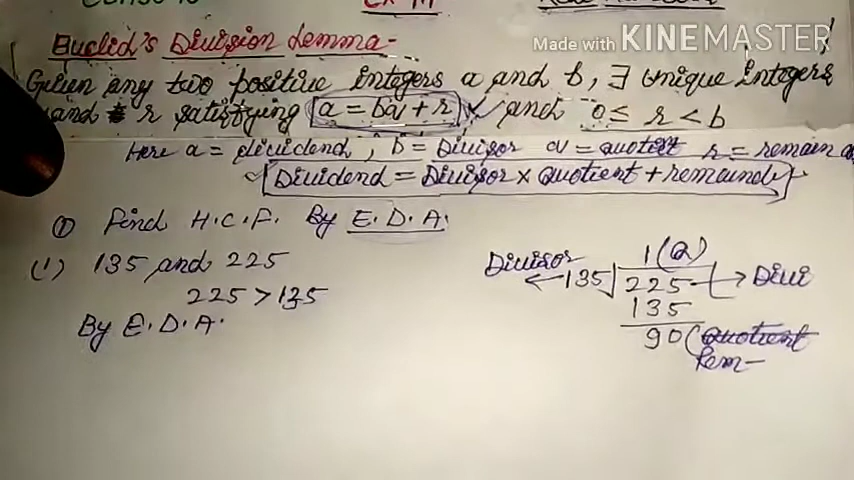 Made with KINEMASTER
Euclid's Division Lemma-
Given any two positive integers a and b, ∃ unique integers
and r satisfying a = bq + r and 0 ≤ r < b
Here a = dividend, b = Divisor q = quotient r = remain
Dividend = Divisor × Quotient + remainder
① Find H.C.F. By E.D.A.
(1) 135 and 225
225 > 135
By E.D.A.
1 (Q)
Divisor ← 135 225 → Divi
135
90 (Quotient
Rem-